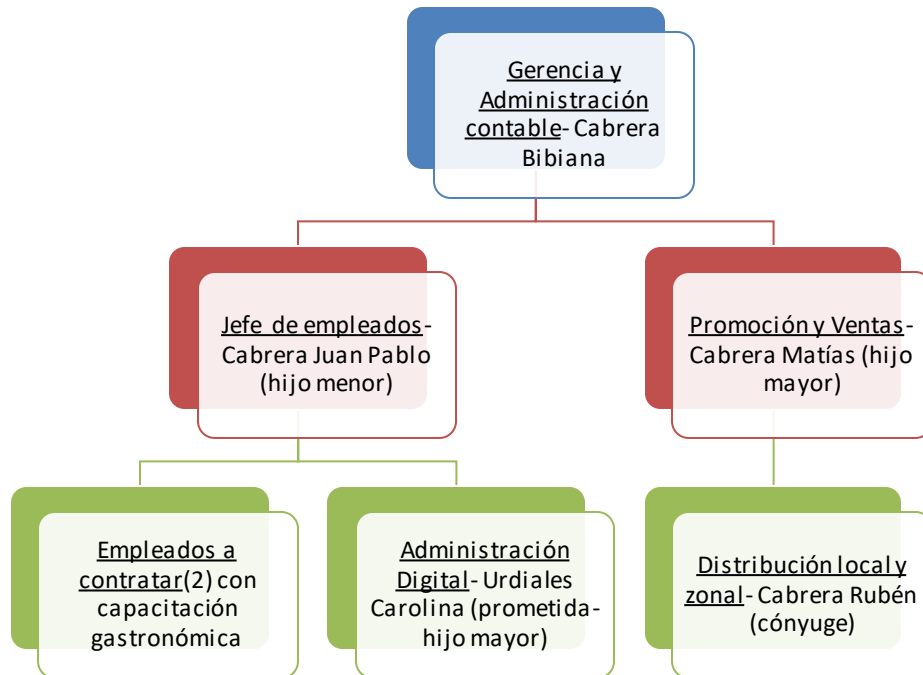 Gerencia y
Administración
contable- Cabrera
Bibiana
Jefe de empleados-
Cabrera Juan Pablo
(hijo menor)
Promoción y Ventas-
Cabrera Matías (hijo
mayor)
Empleados a
contratar(2) con
capacitación
gastronómica
Administración
Digital- Urdiales
Carolina (prometida-
hijo mayor)
Distribución local y
zonal- Cabrera Rubén
(cónyuge)